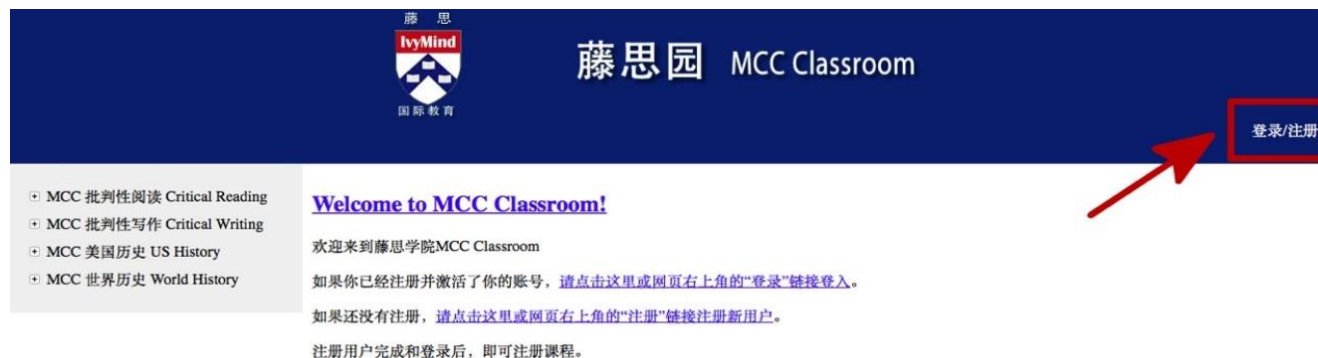 藤 思
IvyMind
国际教育
藤思园 MCC Classroom
登录/注册
MCC 批判性阅读 Critical Reading
MCC 批判性写作 Critical Writing
MCC 美国历史 US History
MCC 世界历史 World History
Welcome to MCC Classroom!
欢迎来到藤思学院MCC Classroom
如果你已经注册并激活了你的账号，请点击这里或网页右上角的“登录”链接登入。
如果还没有注册，请点击这里或网页右上角的“注册”链接注册新用户。
注册用户完成和登录后，即可注册课程。